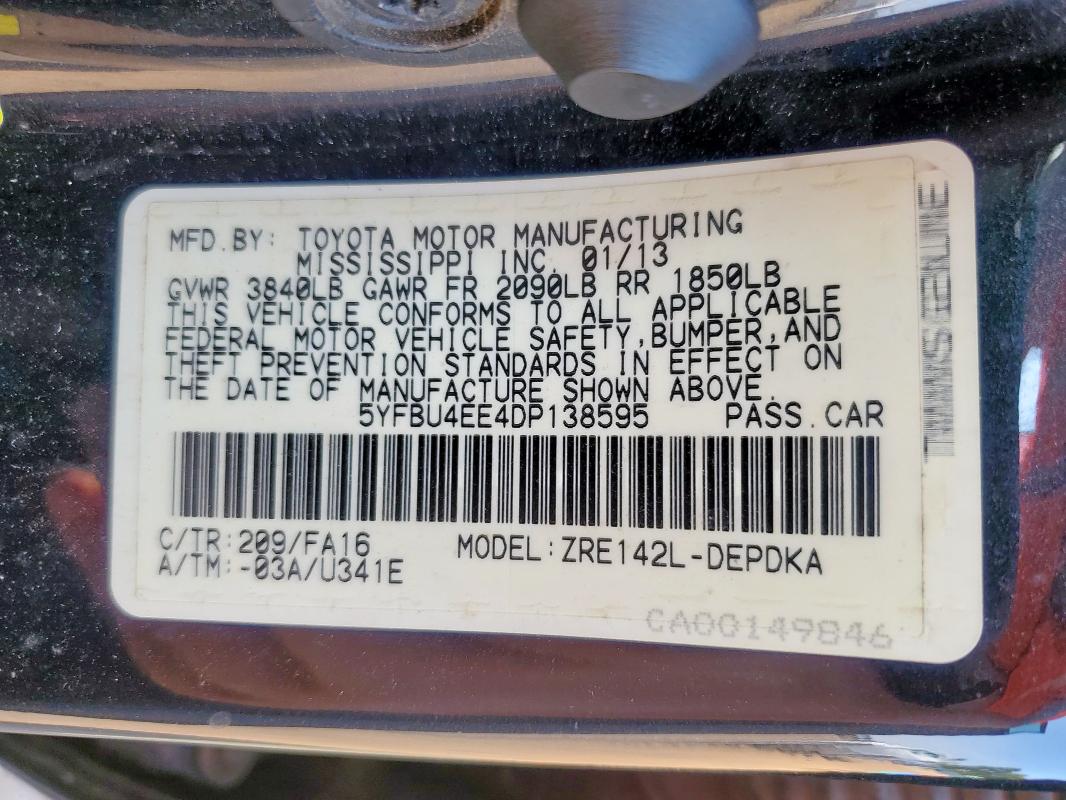 MFD.BY: TOYOTA MOTOR MANUFACTURING
MISSISSIPPI INC. 01/13
GVWR 3840LB GAWR FR 2090LB RR 1850LB
THIS VEHICLE CONFORMS TO ALL APPLICABLE
FEDERAL MOTOR VEHICLE SAFETY,BUMPER,AND
THEFT PREVENTION STANDARDS IN EFFECT ON
THE DATE OF MANUFACTURE SHOWN ABOVE.
5YFBU4EE4DP138595 PASS.CAR
C/TR:209/FA16 MODEL:ZRE142L-DEPDKA
A/TM:-03A/U341E
CA00149846